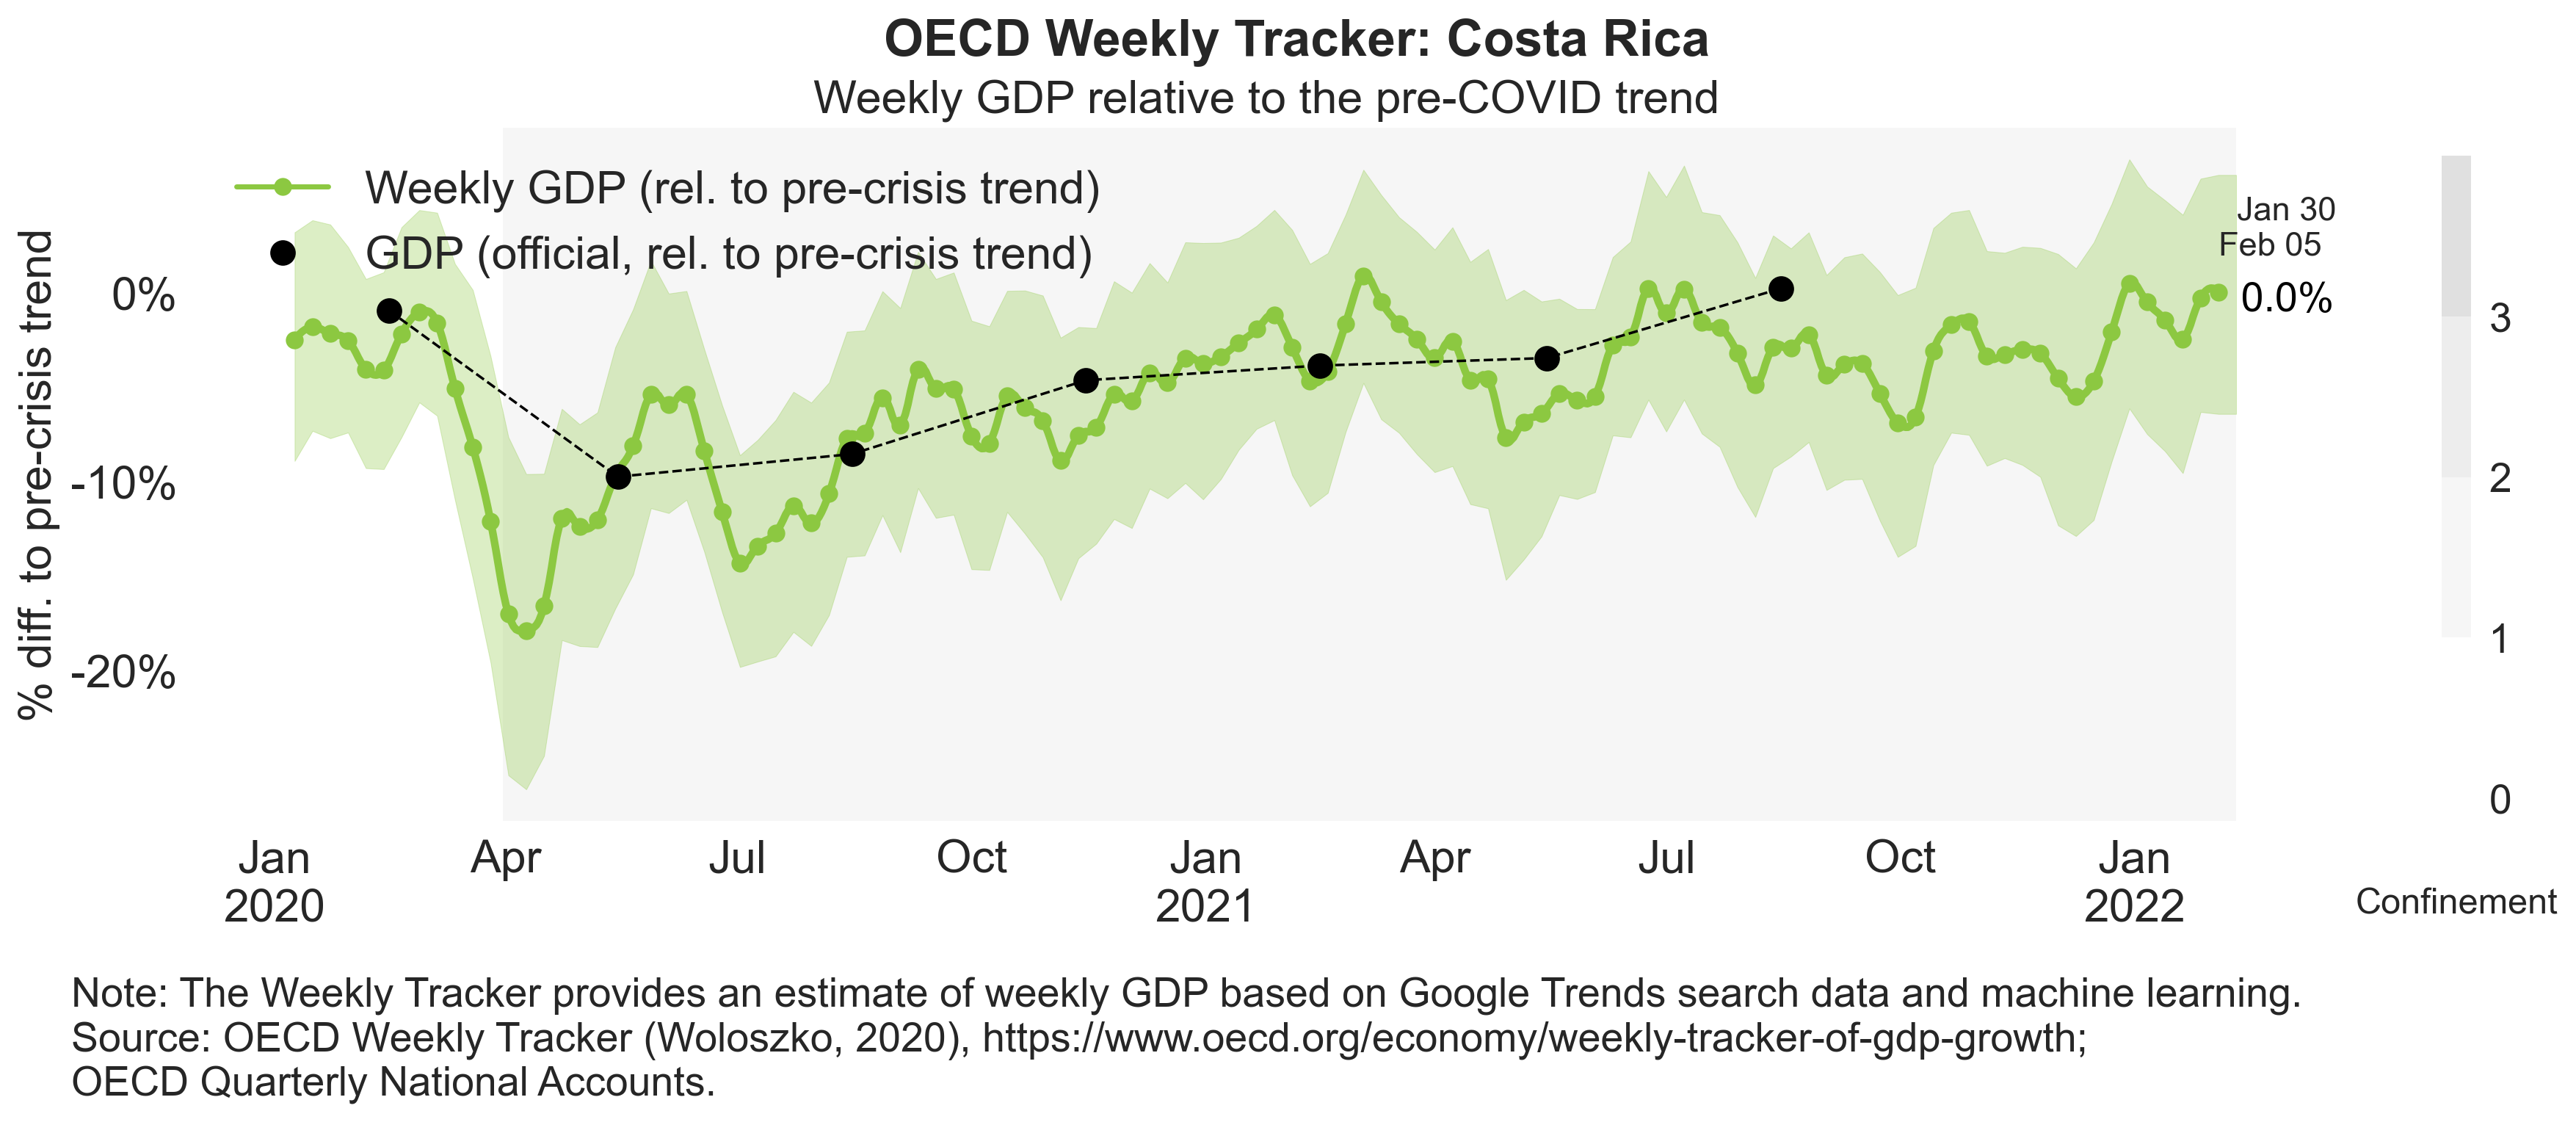 OECD Weekly Tracker: Costa Rica
Weekly GDP relative to the pre-COVID trend
Weekly GDP (rel. to pre-crisis trend)
GDP (official, rel. to pre-crisis trend)
% diff. to pre-crisis trend
0%
-10%
-20%
Jan 30
Feb 05
0.0%
3
2
1
0
Confinement
Jan
2020
Apr
Jul
Oct
Jan
2021
Apr
Jul
Oct
Jan
2022
Note: The Weekly Tracker provides an estimate of weekly GDP based on Google Trends search data and machine learning.
Source: OECD Weekly Tracker (Woloszko, 2020), https://www.oecd.org/economy/weekly-tracker-of-gdp-growth;
OECD Quarterly National Accounts.